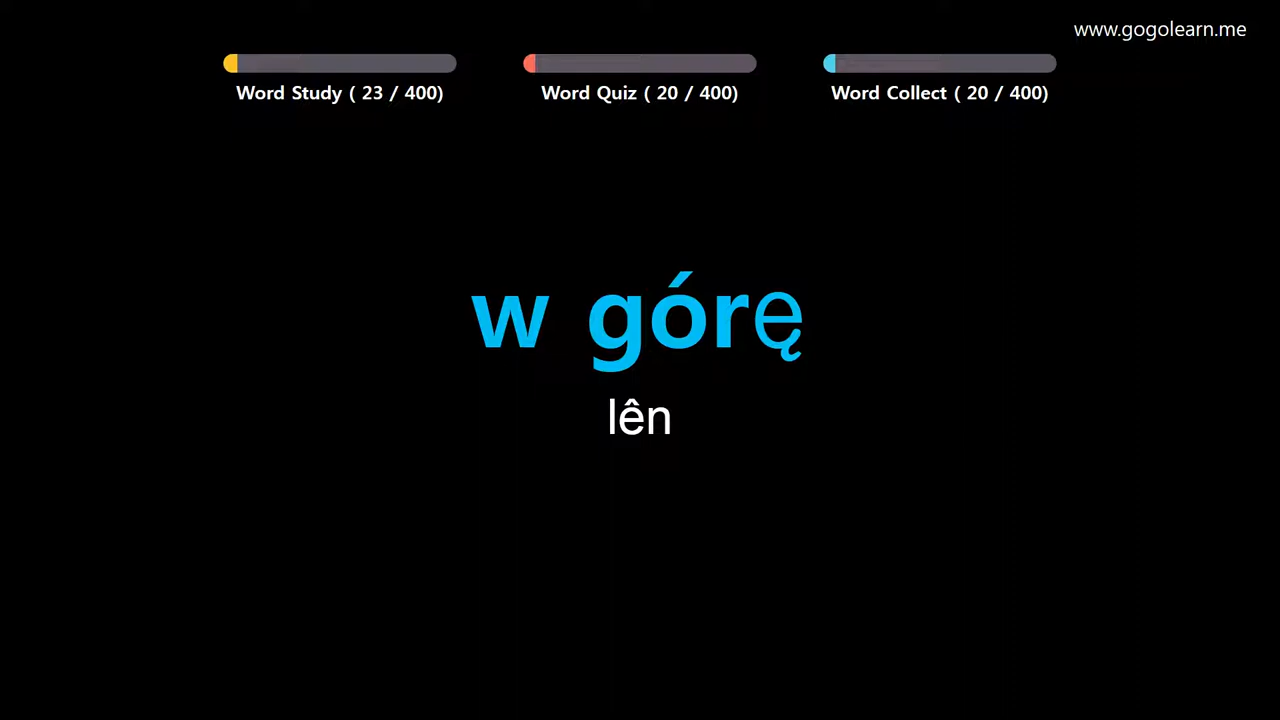 www.gogolearn.me
Word Study ( 23 / 400)
Word Quiz ( 20 / 400)
Word Collect ( 20 / 400)
w górę
lên